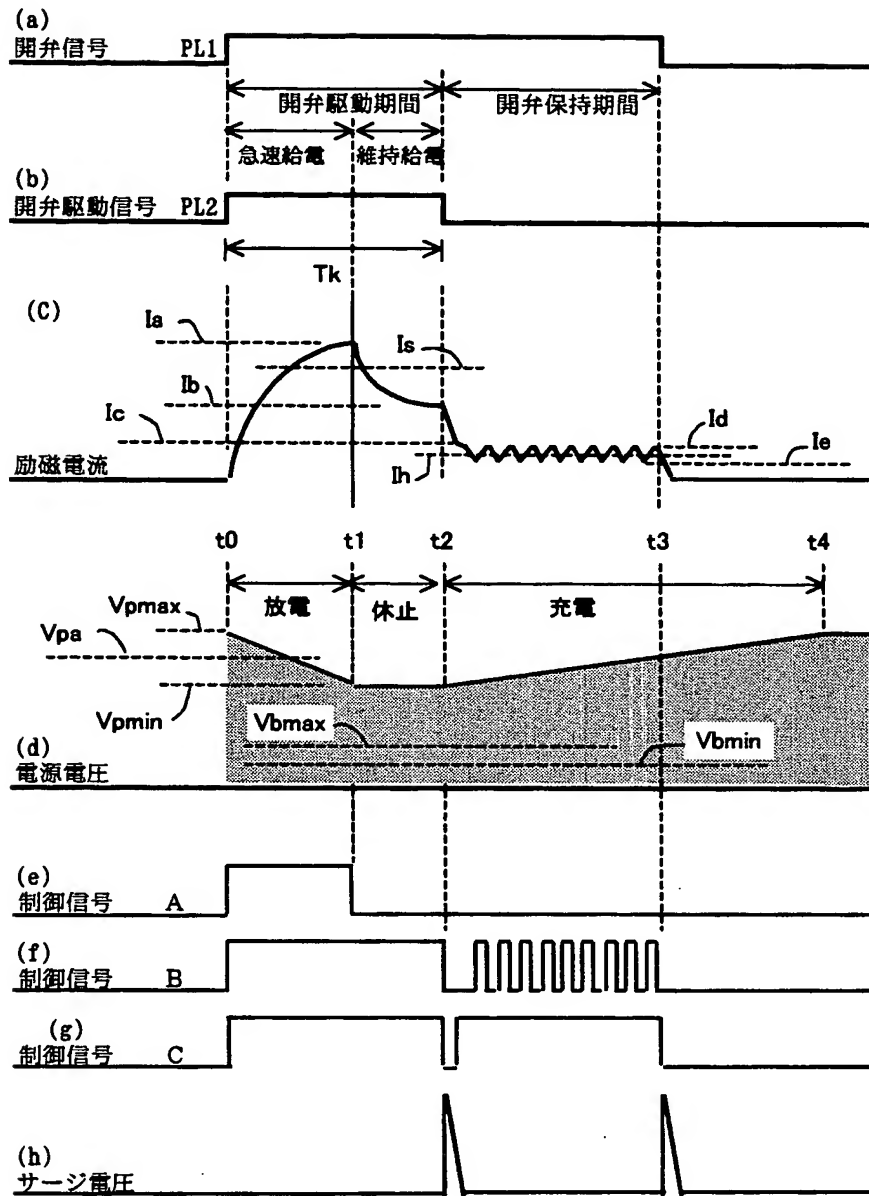 (a)
開弁信号 PL1
開弁駆動期間 開弁保持期間
急速給電 維持給電
(b)
開弁駆動信号 PL2
Tk
(C)
Ia
Is
Ib
Ic
Id
Ie
励磁電流
Ih
t0 t1 t2 t3 t4
放電 休止 充電
Vpmax
Vpa
Vpmin
Vbmax
Vbmin
(d)
電源電圧
(e)
制御信号 A
(f)
制御信号 B
(g)
制御信号 C
(h)
サージ電圧